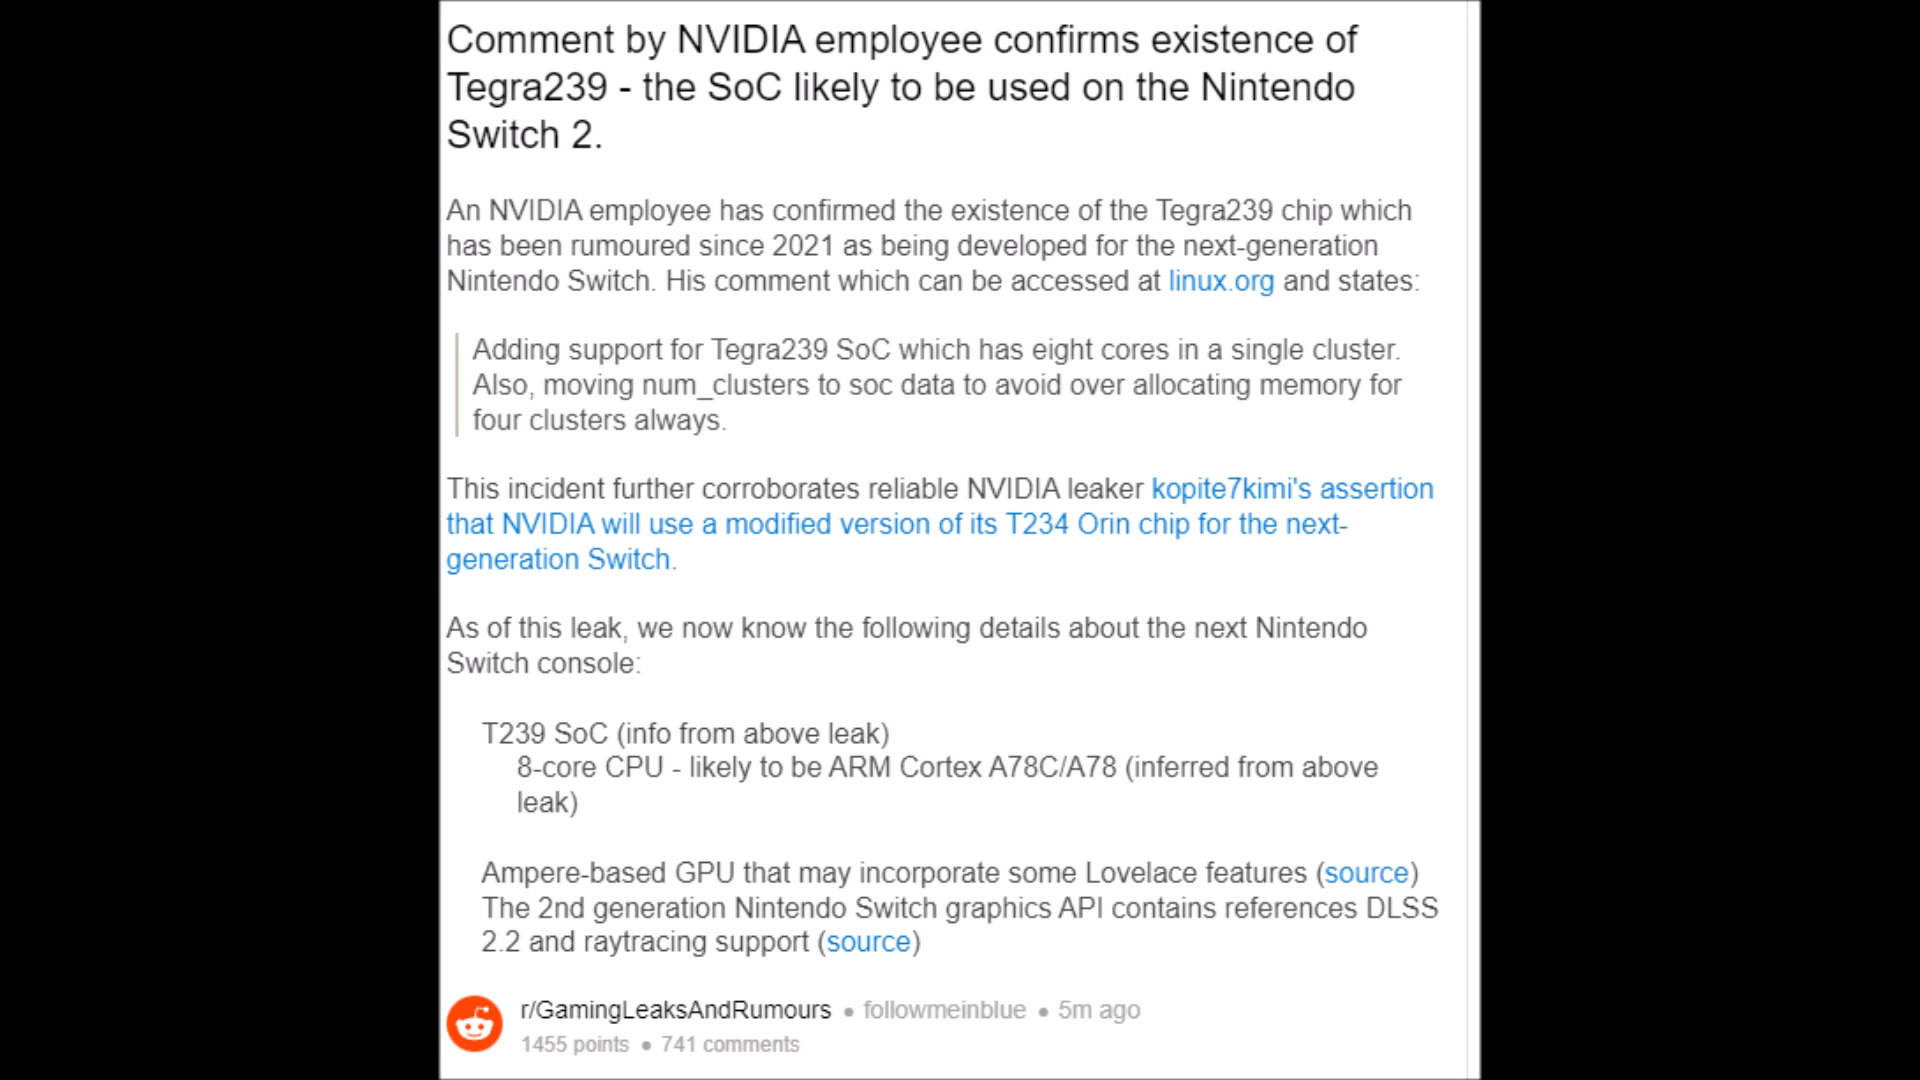 Comment by NVIDIA employee confirms existence of
Tegra239 - the SoC likely to be used on the Nintendo
Switch 2.
An NVIDIA employee has confirmed the existence of the Tegra239 chip which
has been rumoured since 2021 as being developed for the next-generation
Nintendo Switch. His comment which can be accessed at linux.org and states:
Adding support for Tegra239 SoC which has eight cores in a single cluster.
Also, moving num_clusters to soc data to avoid over allocating memory for
four clusters always.
This incident further corroborates reliable NVIDIA leaker kopite7kimi's assertion
that NVIDIA will use a modified version of its T234 Orin chip for the next-
generation Switch.
As of this leak, we now know the following details about the next Nintendo
Switch console:
T239 SoC (info from above leak)
8-core CPU - likely to be ARM Cortex A78C/A78 (inferred from above
leak)
Ampere-based GPU that may incorporate some Lovelace features (source)
The 2nd generation Nintendo Switch graphics API contains references DLSS
2.2 and raytracing support (source)
r/GamingLeaksAndRumours • followmeinblue • 5m ago
1455 points • 741 comments